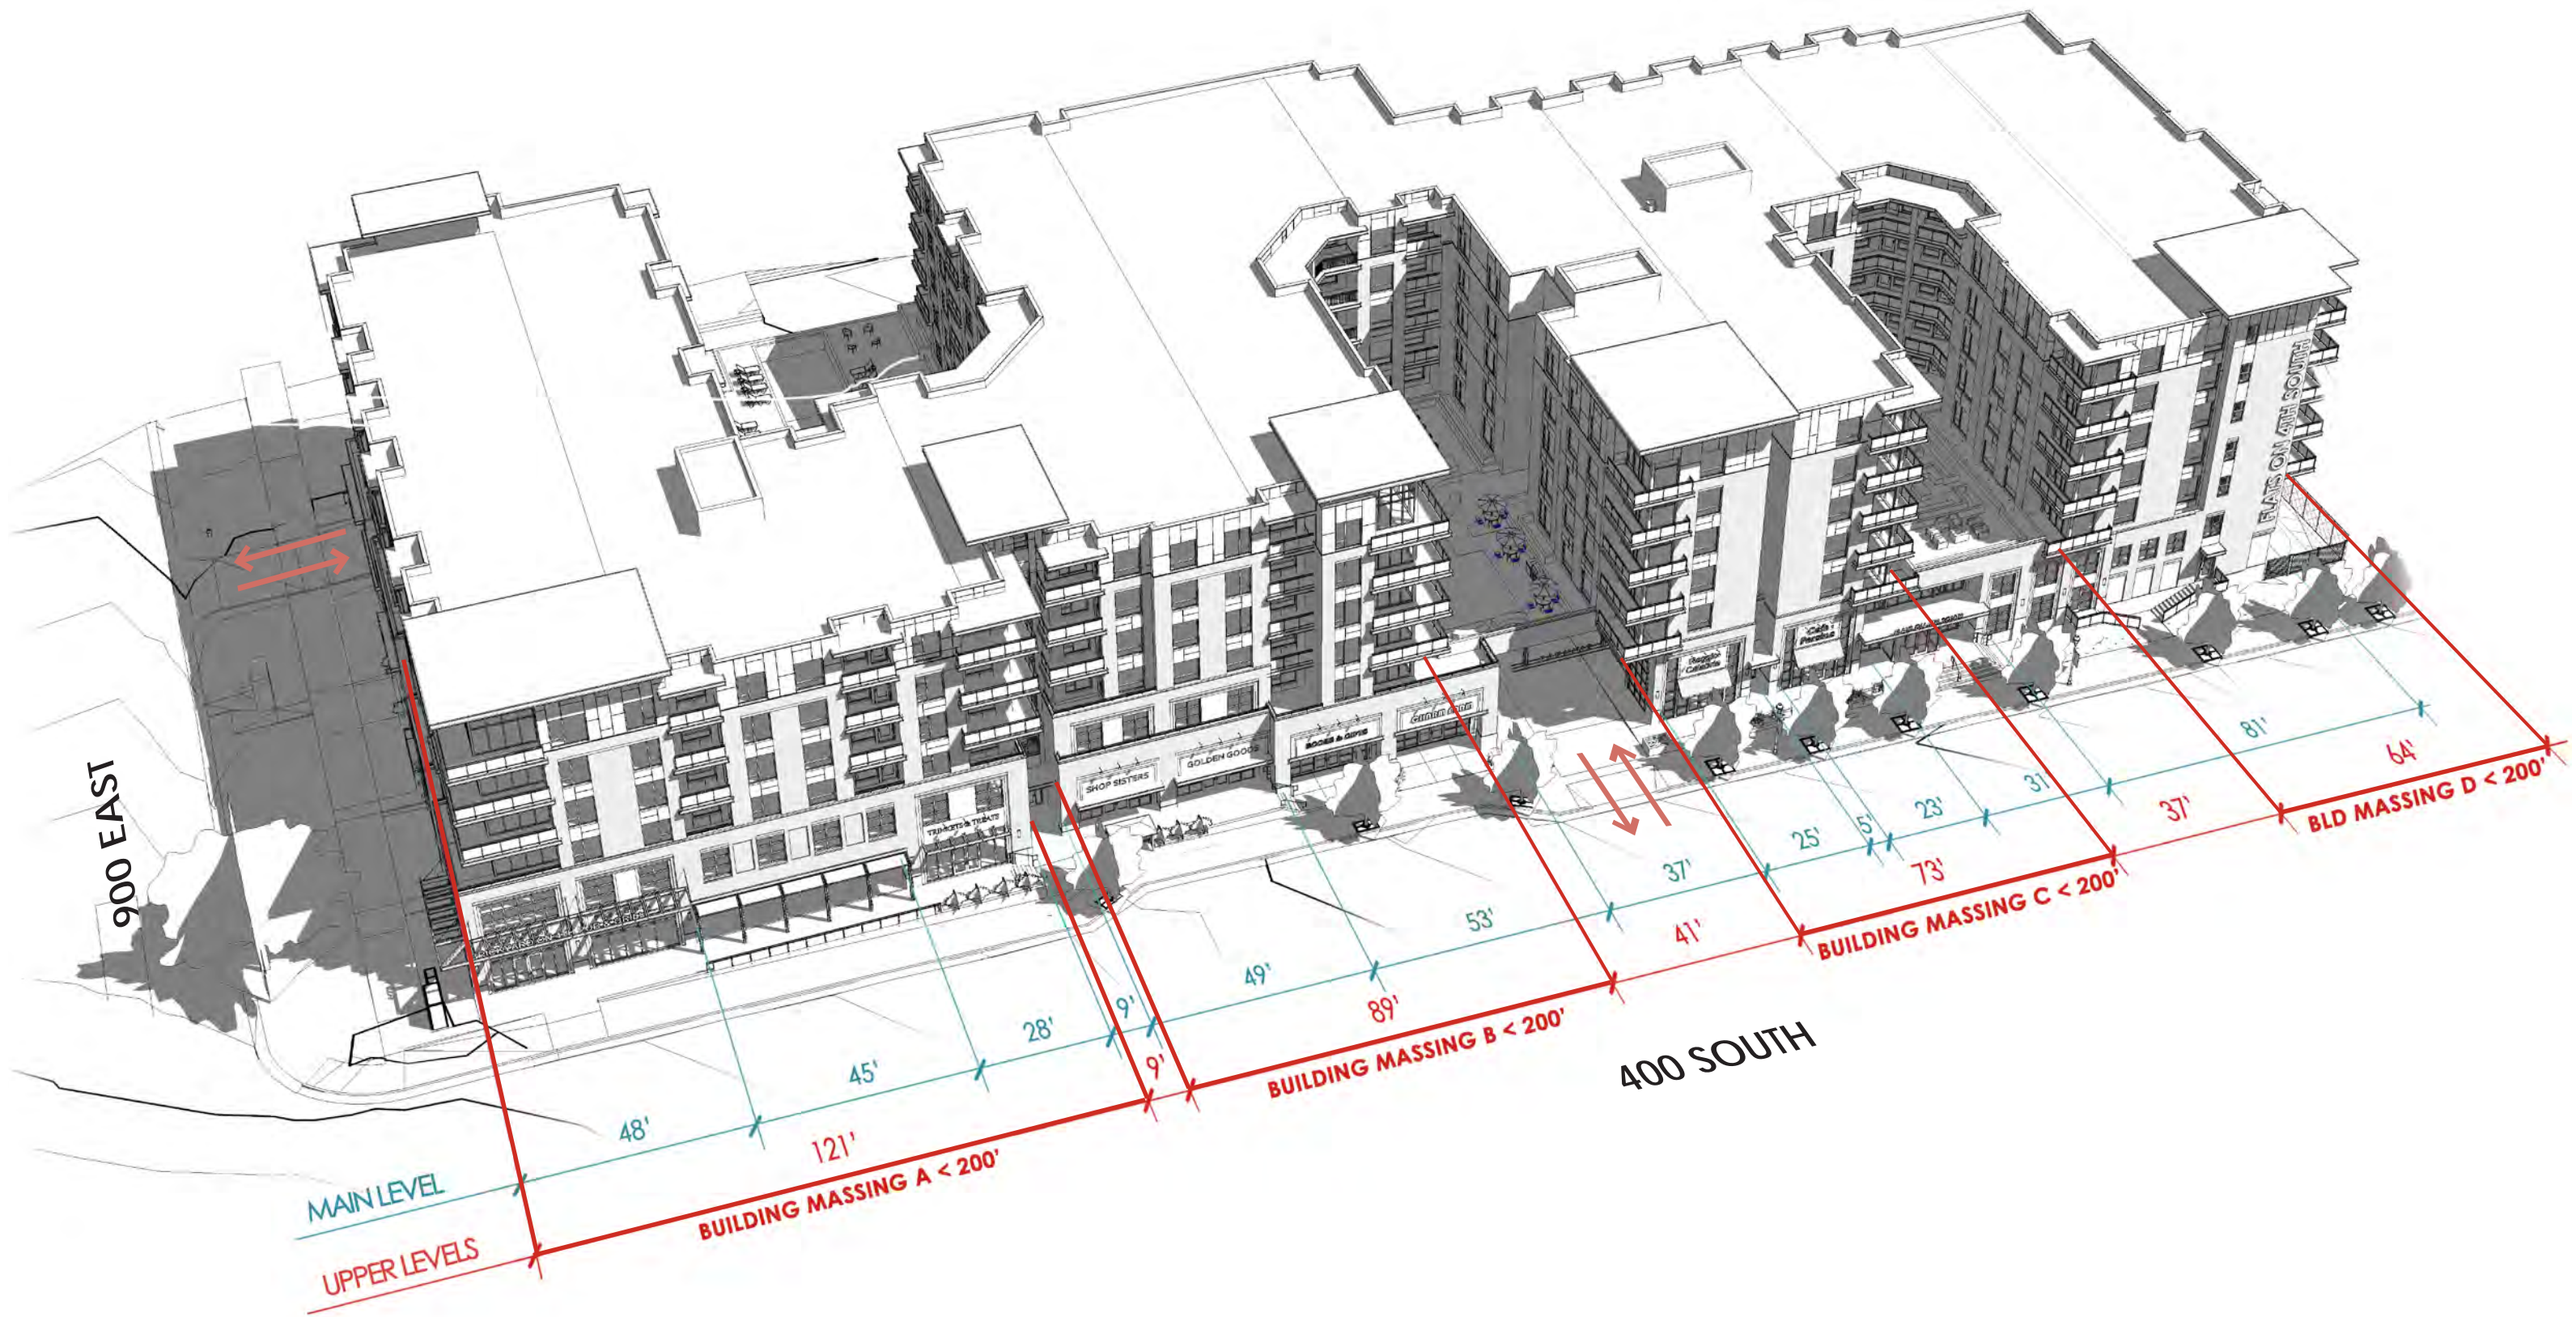 FLATS ON 4TH SOUTH
900 EAST
SHOP SISTERS
GOLDEN GOODS
BOOKS & GIFTS
TRINKETS & TREATS
MAIN LEVEL
48'
45'
28'
9'
49'
53'
37'
25'
5'
23'
31'
81'
UPPER LEVELS
121'
9'
89'
41'
73'
37'
64'
BUILDING MASSING A < 200'
BUILDING MASSING B < 200'
BUILDING MASSING C < 200'
BLD MASSING D < 200'
400 SOUTH